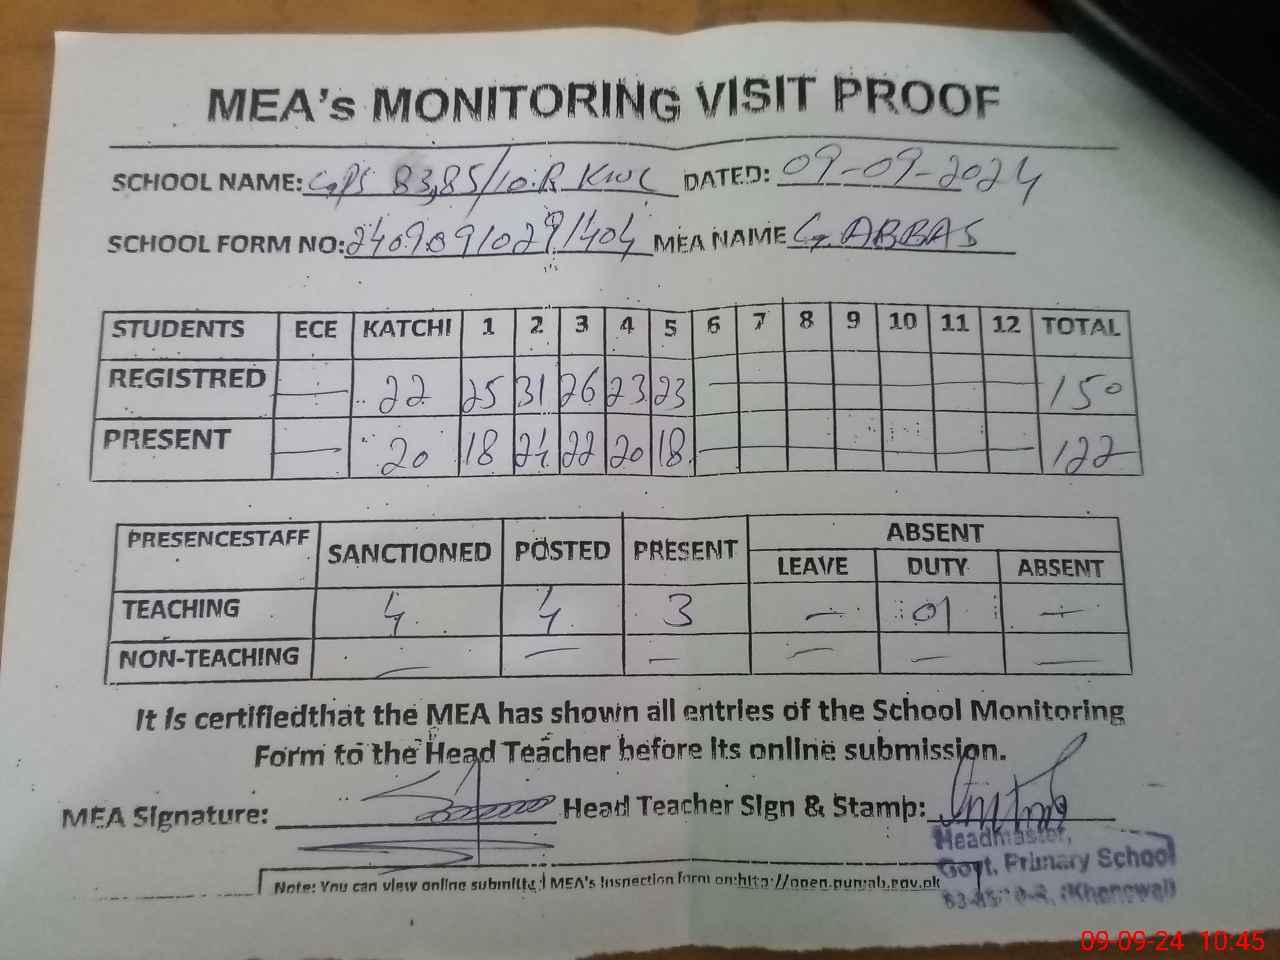 MEA's MONITORING VISIT PROOF
SCHOOL NAME: GPS 83,85/10.R KWL DATED: 09-09-2024
SCHOOL FORM NO: 24090910291404 MEA NAME G. ABBAS
STUDENTS ECE KATCHI 1 2 3 4 5 6 7 8 9 10 11 12 TOTAL
REGISTRED — 22 25 31 26 23 23 — 150
PRESENT — 20 18 24 22 20 18 — 122
PRESENCESTAFF SANCTIONED POSTED PRESENT ABSENT
LEAVE DUTY ABSENT
TEACHING 4 4 3 — 01 —
NON-TEACHING — — — — — —
It is certifiedthat the MEA has shown all entries of the School Monitoring
Form to the Head Teacher before its online submission.
MEA Signature: Head Teacher Sign & Stamp:
Headmaster,
Govt. Primary School
83-85/10-R, (Khanewal)
Note: You can view online submitted MEA's Inspection form on:http://open.punjab.gov.pk
09-09-24 10:45